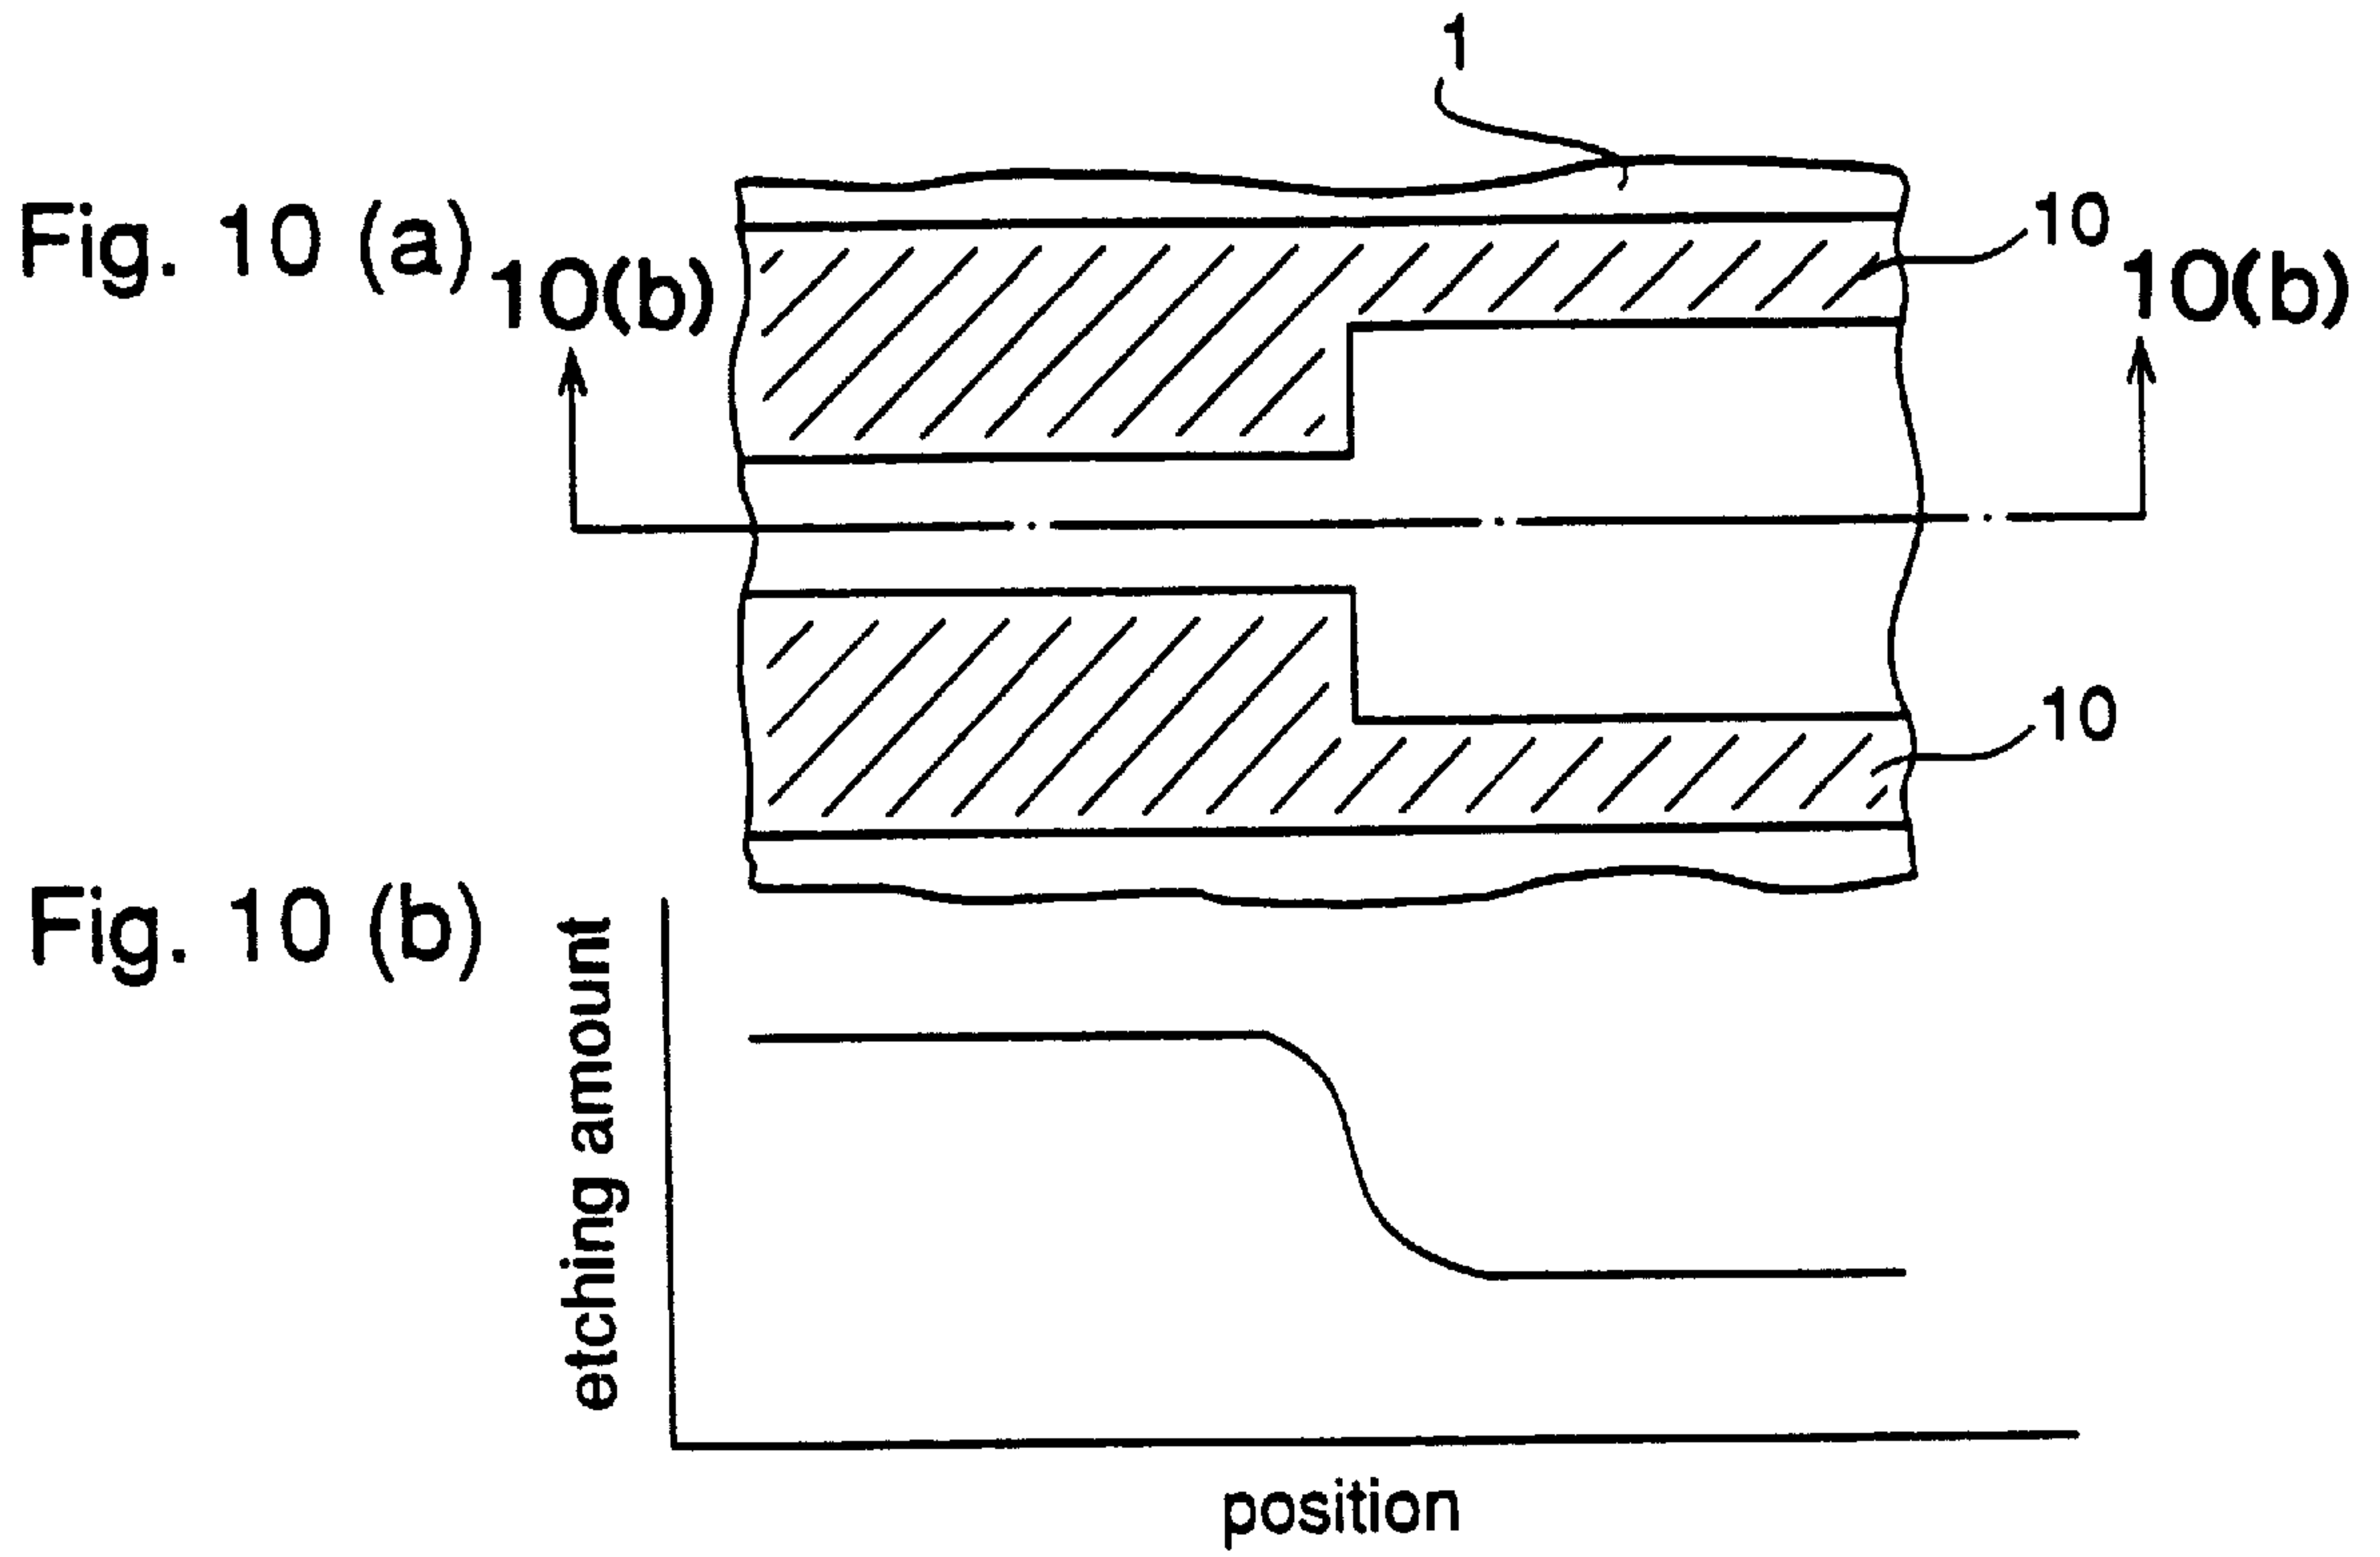 1
Fig. 10 (a)
10(b)
10
10(b)
10
Fig. 10 (b)
etching amount
position